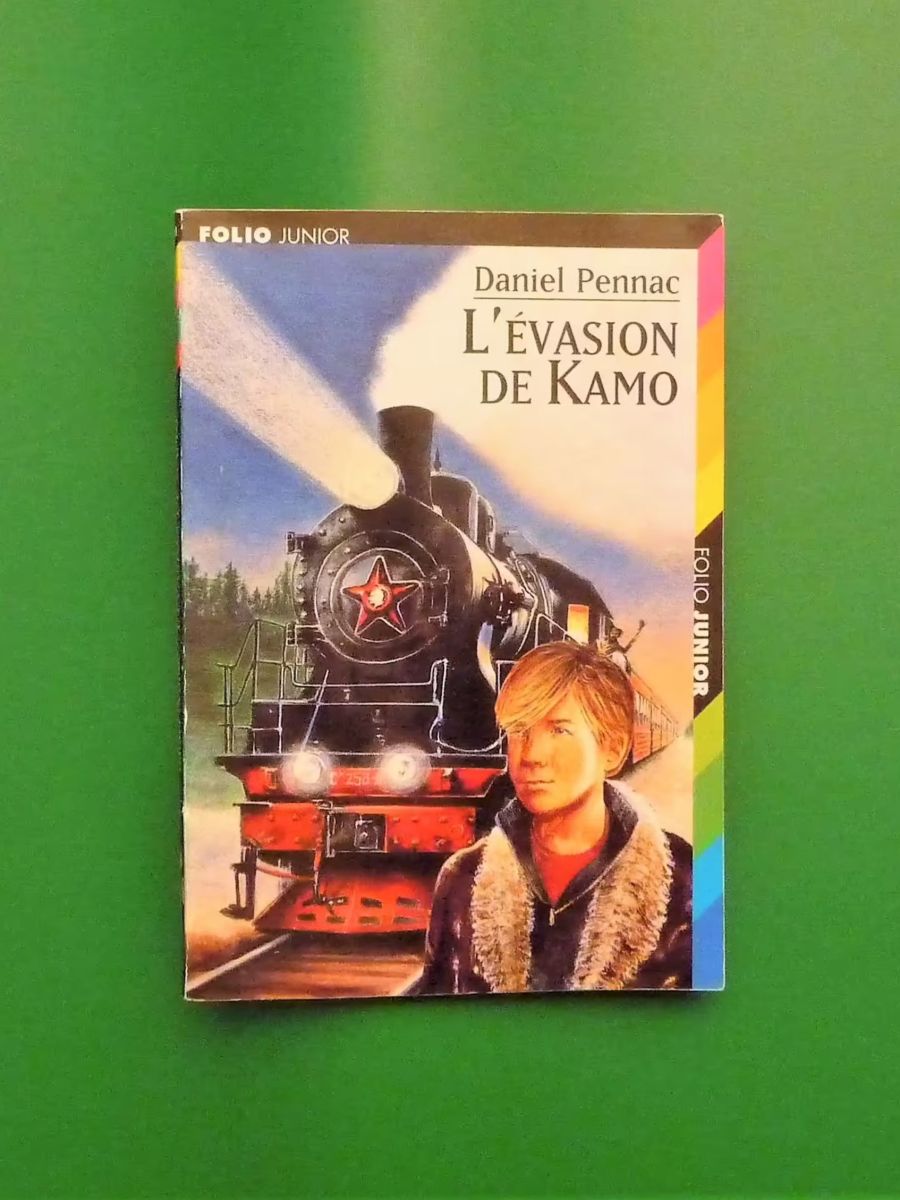 FOLIO JUNIOR
Daniel Pennac
L'ÉVASION
DE KAMO
FOLIO JUNIOR